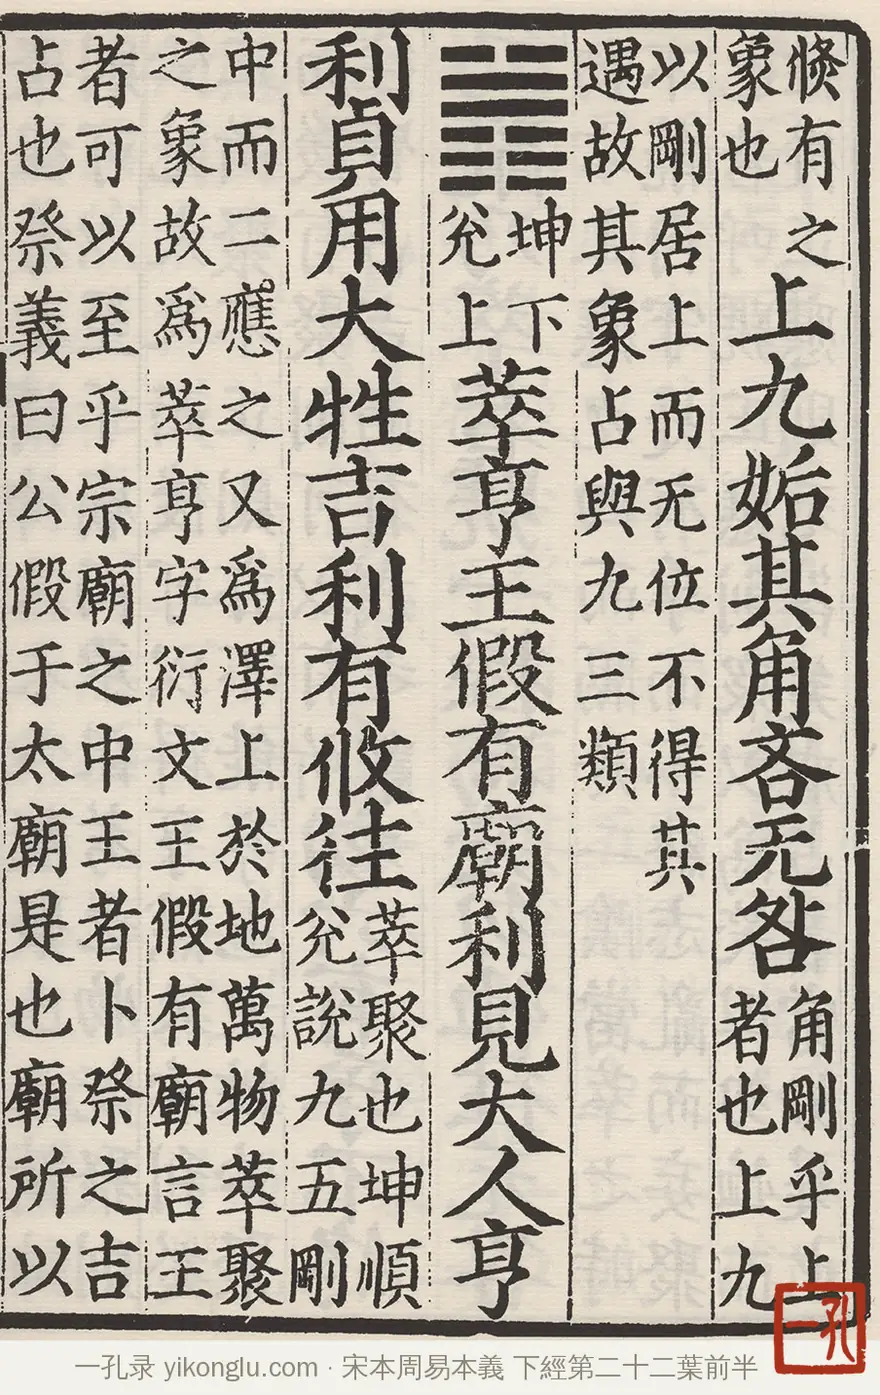 倐有之
象也
上九姤其角吝无咎
角剛乎上
者也上九
以剛居上而无位不得其
遇故其象占與九三類
䷬
坤下
兊上
萃亨王假有廟利見大人亨
利貞用大牲吉利有攸往
萃聚也坤順
兊說九五剛
中而二應之又爲澤上於地萬物萃聚
之象故爲萃亨字衍文王假有廟言王
者可以至乎宗廟之中王者卜祭之吉
占也祭義曰公假于太廟是也廟所以
一孔
一孔录 yikonglu.com · 宋本周易本義 下經第二十二葉前半